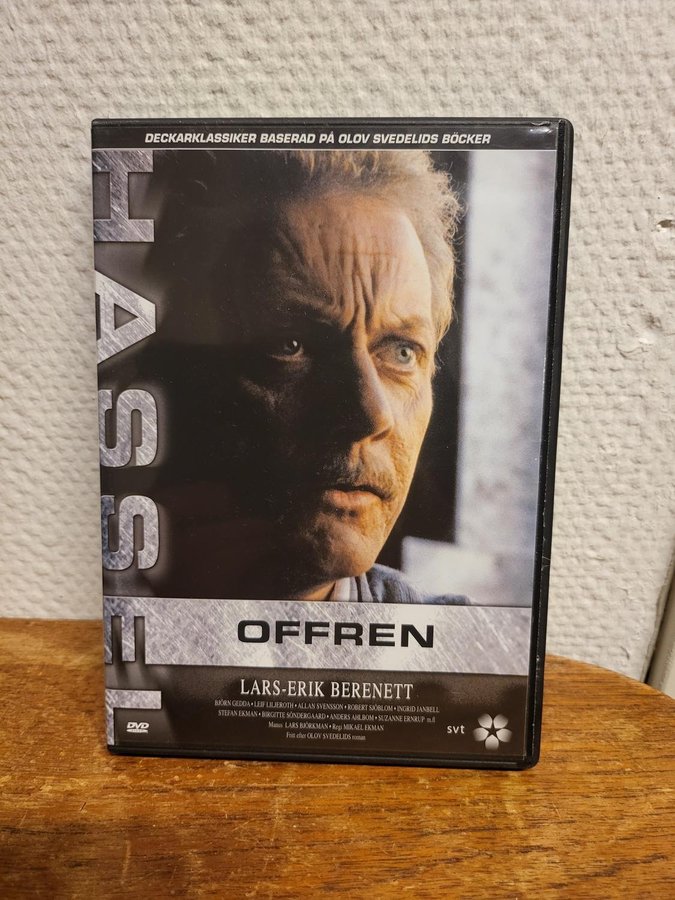 DECKARKLASSIKER BASERAD PÅ OLOV SVEDELIDS BÖCKER
HASSEL
OFFREN
LARS-ERIK BERENETT
BJÖRN GEDDA • LEIF LILJEROTH • ALLAN SVENSSON • ROBERT SJÖBLOM • INGRID JANBELL
STEFAN EKMAN • BIRGITTE SÖNDERGAARD • ANDERS AHLBOM • SUZANNE ERNRUP m.fl
Manus LARS BJÖRKMAN • Regi MIKAEL EKMAN
Fritt efter OLOV SVEDELIDS roman
DVD
svt